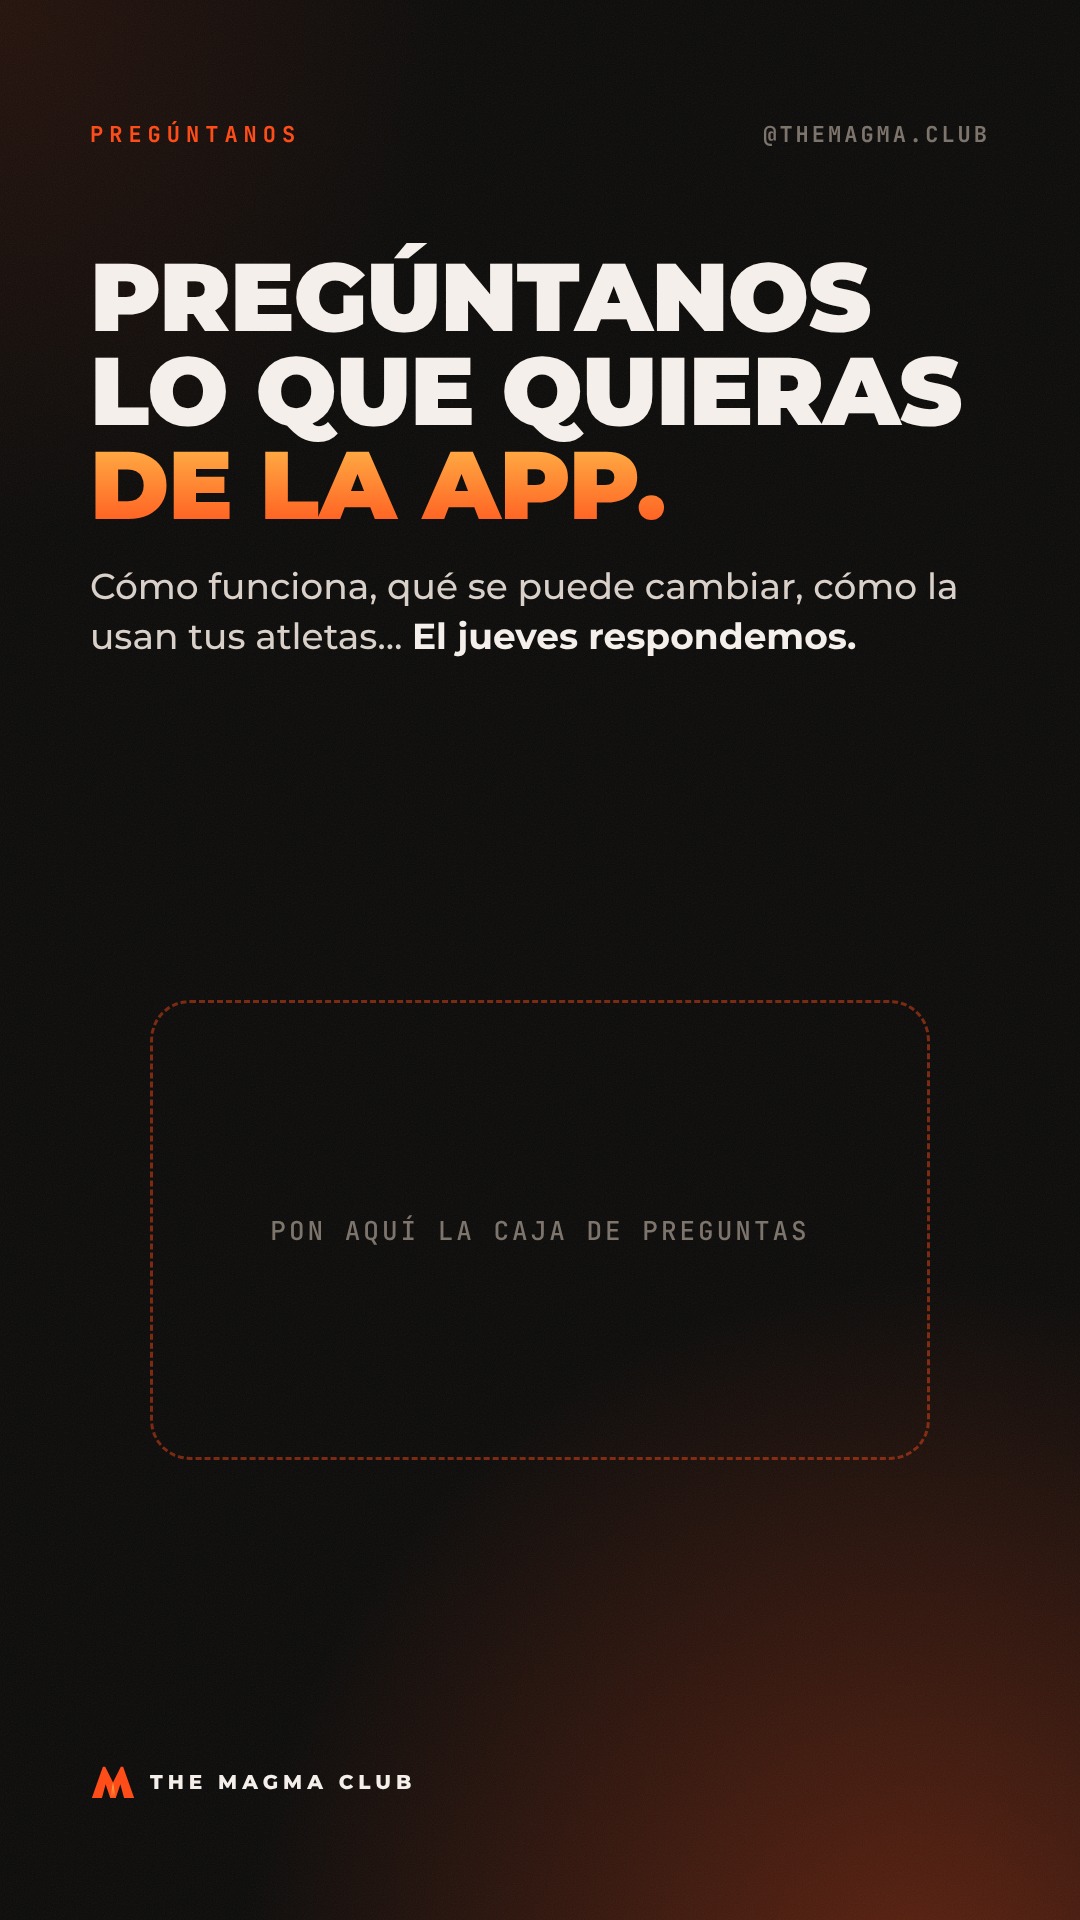 PREGÚNTANOS
@THEMAGMA.CLUB
PREGÚNTANOS
LO QUE QUIERAS
DE LA APP.
Cómo funciona, qué se puede cambiar, cómo la
usan tus atletas... El jueves respondemos.
PON AQUÍ LA CAJA DE PREGUNTAS
THE MAGMA CLUB